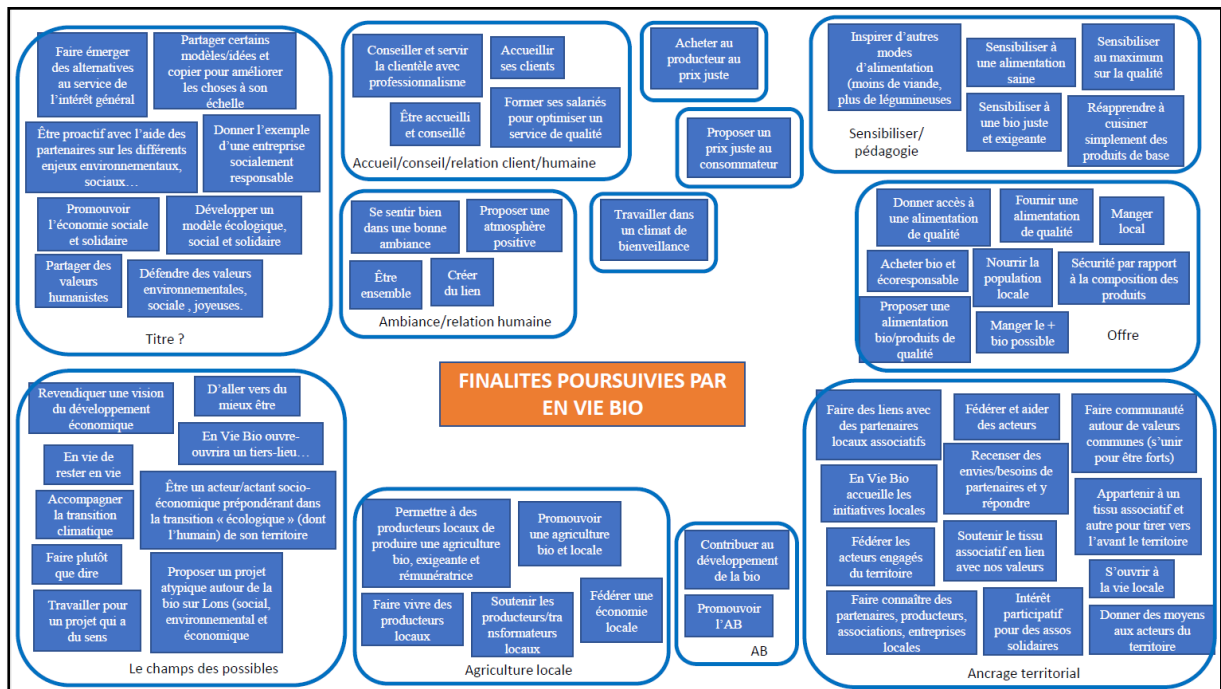 Faire émerger
des alternatives
au service de
l'intérêt général
Partager certains
modèles/idées et
copier pour améliorer
les choses à son
échelle
Être proactif avec l'aide des
partenaires sur les différents
enjeux environnementaux,
sociaux…
Donner l'exemple
d'une entreprise
socialement
responsable
Promouvoir
l'économie sociale
et solidaire
Développer un
modèle écologique,
social et solidaire
Partager des
valeurs
humanistes
Défendre des valeurs
environnementales,
sociale , joyeuses.
Titre ?
Conseiller et servir
la clientèle avec
professionnalisme
Accueillir
ses clients
Être accueilli
et conseillé
Former ses salariés
pour optimiser un
service de qualité
Accueil/conseil/relation client/humaine
Acheter au
producteur au
prix juste
Proposer un
prix juste au
consommateur
Travailler dans
un climat de
bienveillance
Se sentir bien
dans une bonne
ambiance
Proposer une
atmosphère
positive
Être
ensemble
Créer
du lien
Ambiance/relation humaine
Inspirer d'autres
modes
d'alimentation
(moins de viande,
plus de légumineuses
Sensibiliser à
une alimentation
saine
Sensibiliser
au maximum
sur la qualité
Sensibiliser à
une bio juste
et exigeante
Réapprendre à
cuisiner
simplement des
produits de base
Sensibiliser/
pédagogie
Donner accès à
à une alimentation
de qualité
Fournir une
alimentation
de qualité
Manger
local
Acheter bio et
écoresponsable
Nourrir la
population
locale
Sécurité par rapport
à la composition des
produits
Proposer une
alimentation
bio/produits de
qualité
Manger le +
bio possible
Offre
FINALITES POURSUIVIES PAR
EN VIE BIO
Revendiquer une vision
du développement
économique
D'aller vers du
mieux être
En Vie Bio ouvre-
ouvrira un tiers-lieu…
En vie de
rester en vie
Accompagner
la transition
climatique
Être un acteur/actant socio-
économique prépondérant dans
la transition « écologique » (dont
l'humain) de son territoire
Faire plutôt
que dire
Proposer un projet
atypique autour de la
bio sur Lons (social,
environnemental et
économique
Travailler pour
un projet qui a
du sens
Le champs des possibles
Permettre à des
producteurs locaux de
produire une agriculture
bio, exigeante et
rémunératrice
Promouvoir
une agriculture
bio et locale
Faire vivre des
producteurs
locaux
Soutenir les
producteurs/tra
nsformateurs
locaux
Fédérer une
économie
locale
Agriculture locale
Contribuer au
développement
de la bio
Promouvoir
l'AB
AB
Faire des liens avec
des partenaires
locaux associatifs
Fédérer et aider
des acteurs
Faire communauté
autour de valeurs
communes (s'unir
pour être forts)
En Vie Bio
accueille les
initiatives locales
Recenser des
envies/besoins de
partenaires et y
répondre
Appartenir à un
tissu associatif et
autre pour tirer vers
l'avant le territoire
Fédérer les
acteurs engagés
du territoire
Soutenir le tissu
associatif en lien
avec nos valeurs
S'ouvrir à
la vie locale
Faire connaître des
partenaires, producteurs,
associations, entreprises
locales
Intérêt
participatif
pour des assos
solidaires
Donner des moyens
aux acteurs du
territoire
Ancrage territorial